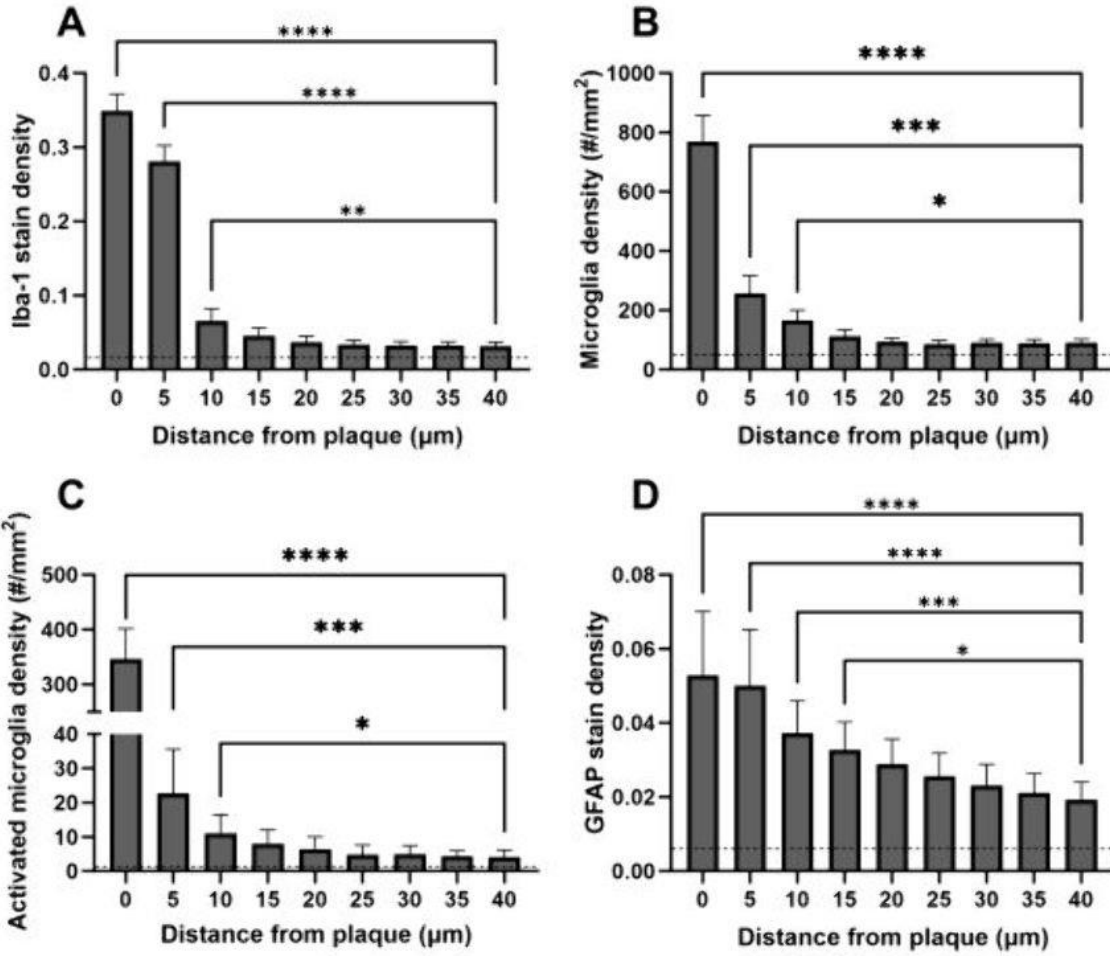 A
****
****
**
Iba-1 stain density
0.4
0.3
0.2
0.1
0.0
0 5 10 15 20 25 30 35 40
Distance from plaque (μm)
B
****
***
*
Microglia density (#/mm²)
1000
800
600
400
200
0
0 5 10 15 20 25 30 35 40
Distance from plaque (μm)
C
****
***
*
Activated microglia density (#/mm²)
500
400
300
40
30
20
10
0
0 5 10 15 20 25 30 35 40
Distance from plaque (μm)
D
****
****
***
*
GFAP stain density
0.08
0.06
0.04
0.02
0.00
0 5 10 15 20 25 30 35 40
Distance from plaque (μm)